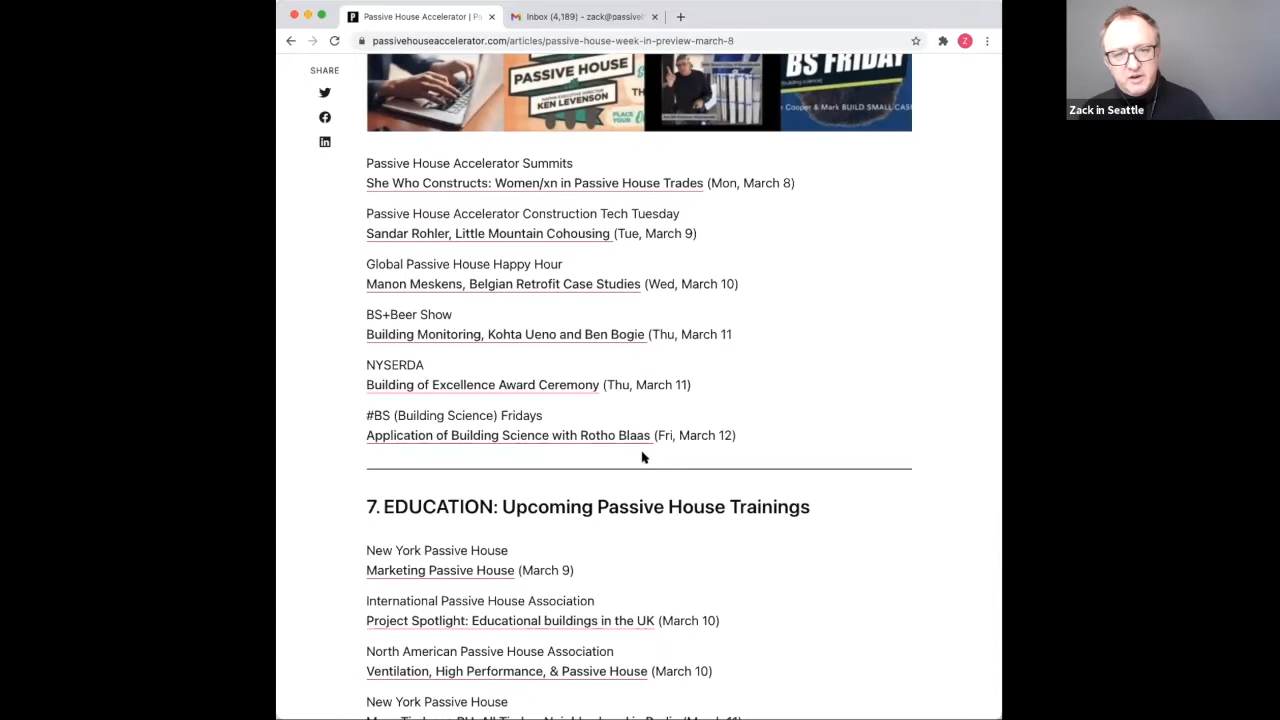 Passive House Accelerator | Pa
Inbox (4,189) - zack@passiveh
passivehouseaccelerator.com/articles/passive-house-week-in-preview-march-8
Z
SHARE
PASSIVE HOUSE
KEN LEVENSON
PLACE
BS FRIDAY
Cooper & Mark BUILD SMALL CAS
Zack in Seattle
Passive House Accelerator Summits
She Who Constructs: Women/xn in Passive House Trades (Mon, March 8)
Passive House Accelerator Construction Tech Tuesday
Sandar Rohler, Little Mountain Cohousing (Tue, March 9)
Global Passive House Happy Hour
Manon Meskens, Belgian Retrofit Case Studies (Wed, March 10)
BS+Beer Show
Building Monitoring, Kohta Ueno and Ben Bogie (Thu, March 11
NYSERDA
Building of Excellence Award Ceremony (Thu, March 11)
#BS (Building Science) Fridays
Application of Building Science with Rotho Blaas (Fri, March 12)
7. EDUCATION: Upcoming Passive House Trainings
New York Passive House
Marketing Passive House (March 9)
International Passive House Association
Project Spotlight: Educational buildings in the UK (March 10)
North American Passive House Association
Ventilation, High Performance, & Passive House (March 10)
New York Passive House